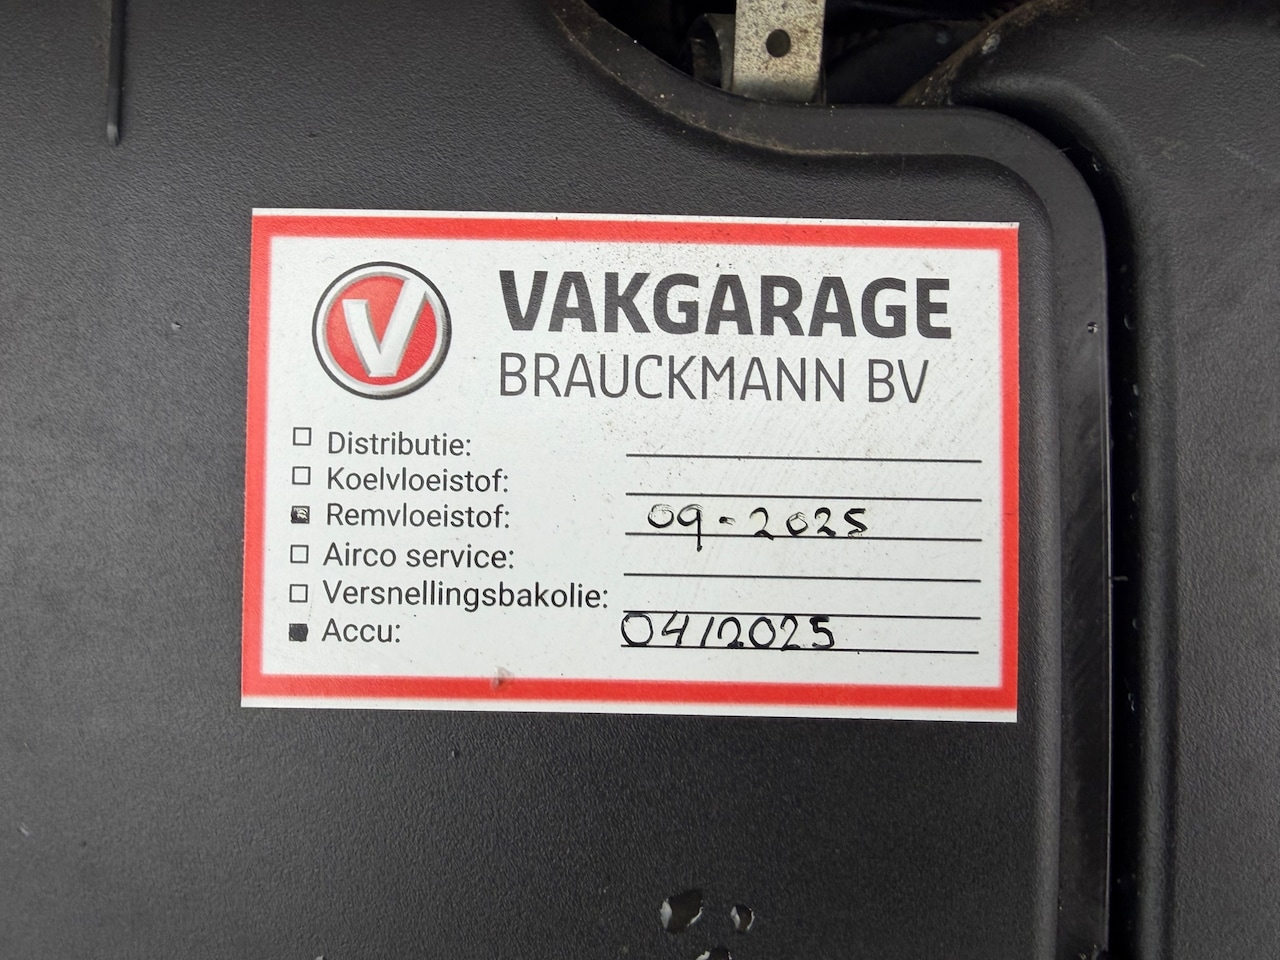 V
VAKGARAGE
BRAUCKMANN BV
Distributie:
Koelvloeistof:
Remvloeistof: 09-2025
Airco service:
Versnellingsbakolie:
Accu: 04/2025